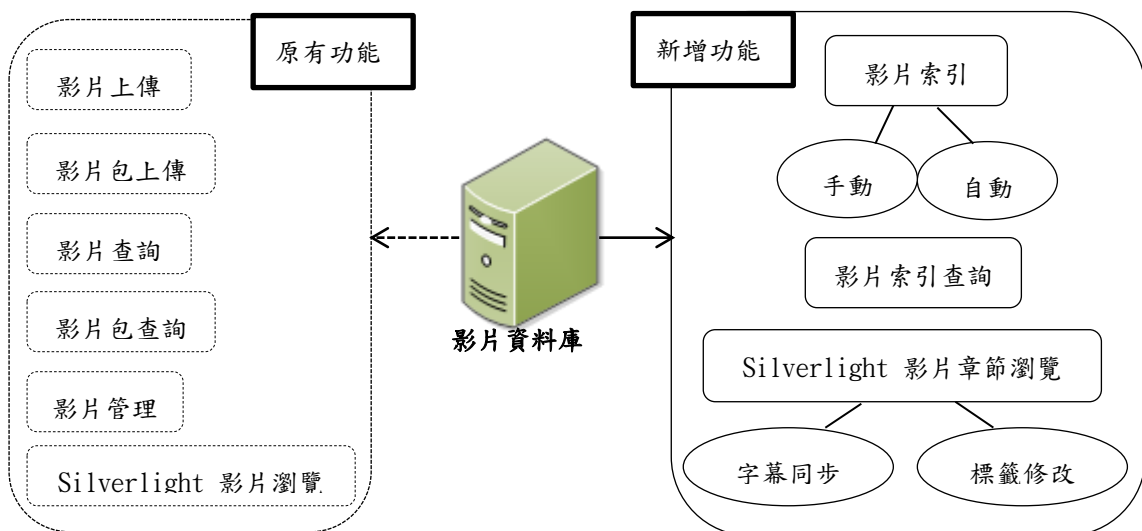 原有功能
影片上傳
影片包上傳
影片查詢
影片包查詢
影片管理
Silverlight 影片瀏覽
影片資料庫
新增功能
影片索引
手動
自動
影片索引查詢
Silverlight 影片章節瀏覽
字幕同步
標籤修改